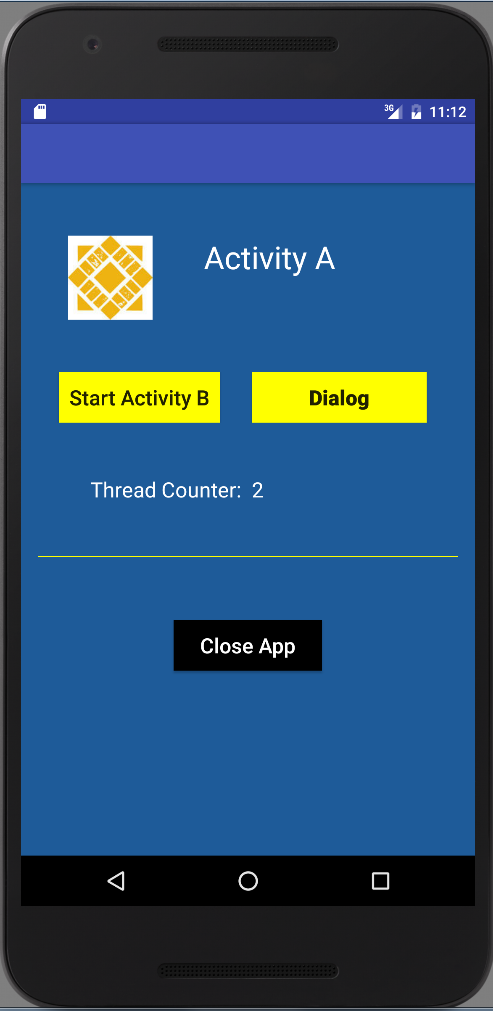 3G 11:12
Activity A
Start Activity B Dialog
Thread Counter: 2
Close App